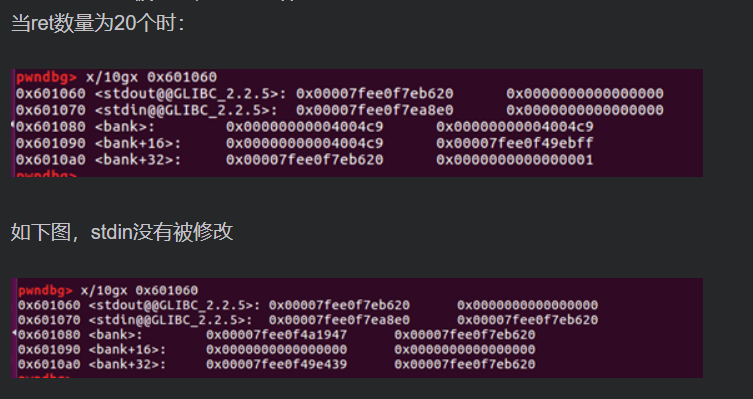 当ret数量为20个时：
pwndbg> x/10gx 0x601060
0x601060 <stdout@@GLIBC_2.2.5>: 0x00007fee0f7eb620 0x0000000000000000
0x601070 <stdin@@GLIBC_2.2.5>: 0x00007fee0f7ea8e0 0x0000000000000000
0x601080 <bank>: 0x00000000004004c9 0x00000000004004c9
0x601090 <bank+16>: 0x00000000004004c9 0x00007fee0f49ebff
0x6010a0 <bank+32>: 0x00007fee0f7eb620 0x0000000000000001
pwndbg>
如下图，stdin没有被修改
pwndbg> x/10gx 0x601060
0x601060 <stdout@@GLIBC_2.2.5>: 0x00007fee0f7eb620 0x0000000000000000
0x601070 <stdin@@GLIBC_2.2.5>: 0x00007fee0f7ea8e0 0x00007fee0f7eb620
0x601080 <bank>: 0x00007fee0f4a1947 0x00007fee0f7eb620
0x601090 <bank+16>: 0x0000000000000000 0x0000000000000000
0x6010a0 <bank+32>: 0x00007fee0f49e439 0x00007fee0f7eb620